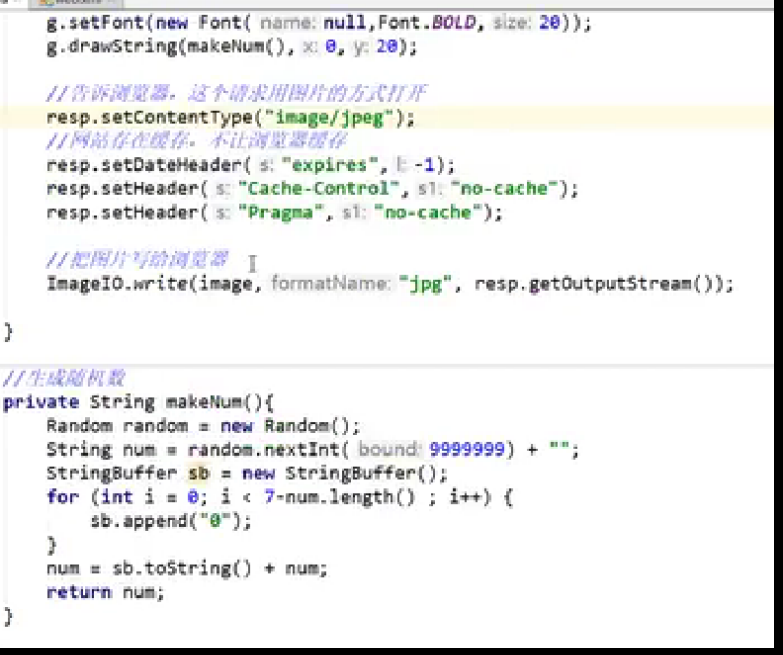 g.setFont(new Font( name: null,Font.BOLD, size: 20));
g.drawString(makeNum(), x: 0, y: 20);
//告诉浏览器，这个请求用图片的方式打开
resp.setContentType("image/jpeg");
//网站存在缓存，不让浏览器缓存
resp.setDateHeader( s: "expires", l: -1);
resp.setHeader( s: "Cache-Control", s1: "no-cache");
resp.setHeader( s: "Pragma", s1: "no-cache");
//把图片写给浏览器
ImageIO.write(image, formatName: "jpg", resp.getOutputStream());
}
//生成随机数
private String makeNum(){
Random random = new Random();
String num = random.nextInt( bound: 9999999) + "";
StringBuffer sb = new StringBuffer();
for (int i = 0; i < 7-num.length() ; i++) {
sb.append("0");
}
num = sb.toString() + num;
return num;
}